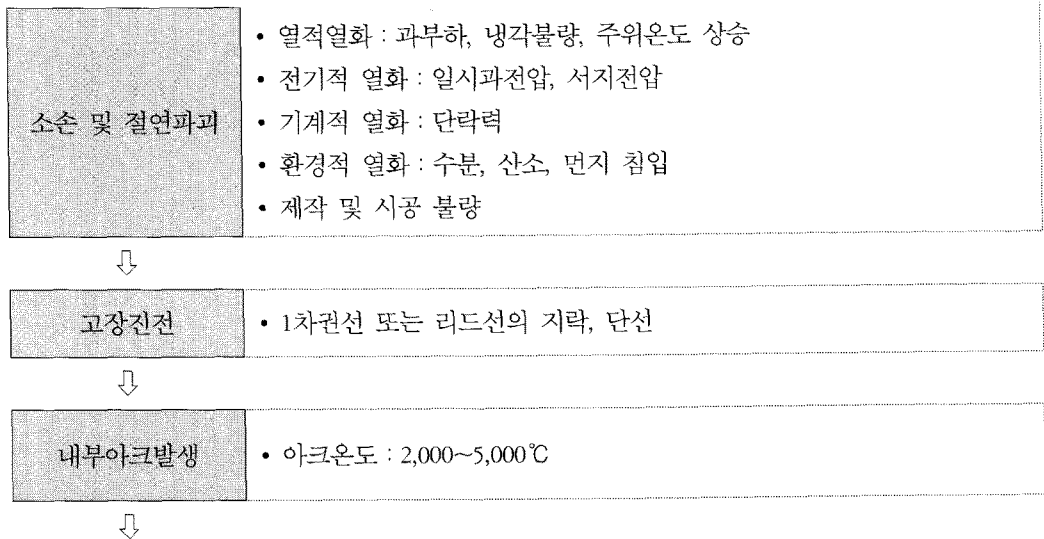 소손 및 절연파괴
• 열적열화 : 과부하, 냉각불량, 주위온도 상승
• 전기적 열화 : 일시과전압, 서지전압
• 기계적 열화 : 단락력
• 환경적 열화 : 수분, 산소, 먼지 침입
• 제작 및 시공 불량
고장진전
• 1차권선 또는 리드선의 지락, 단선
내부아크발생
• 아크온도 : 2,000~5,000℃